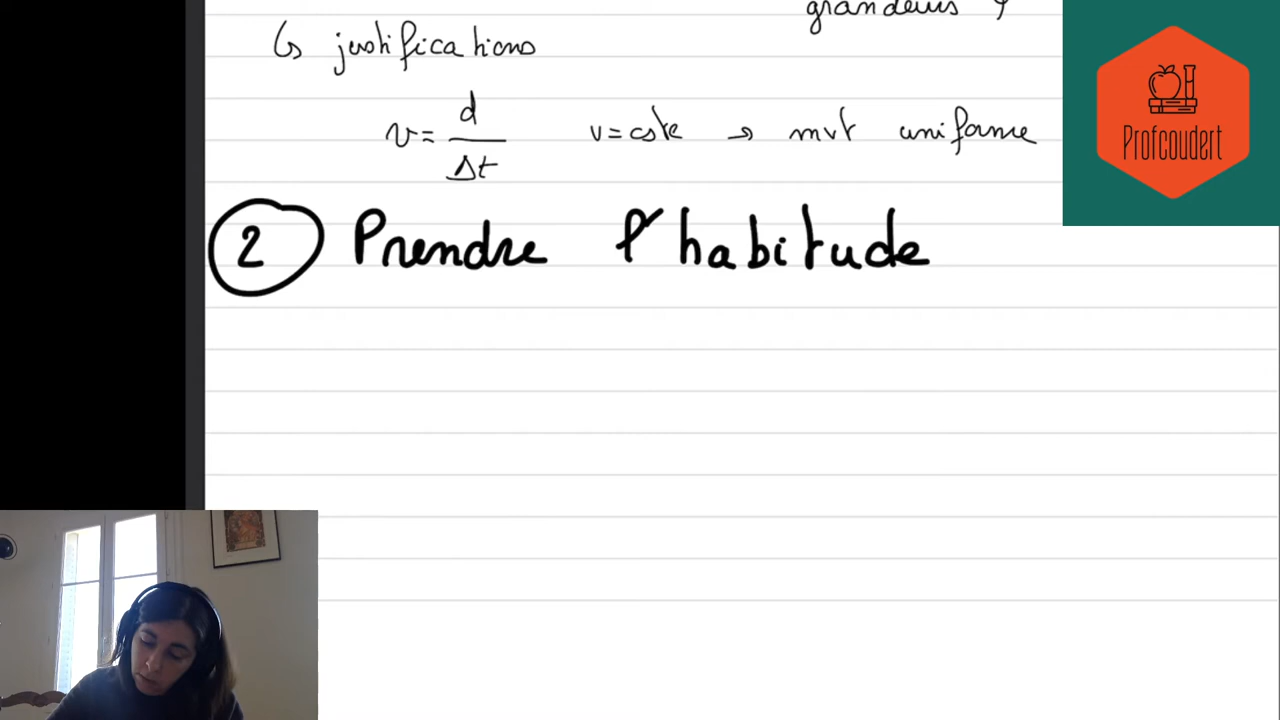 grandeurs
↳ justifications
v = d / Δt v = cste → mvt uniforme
Profcoudert
② Prendre l'habitude